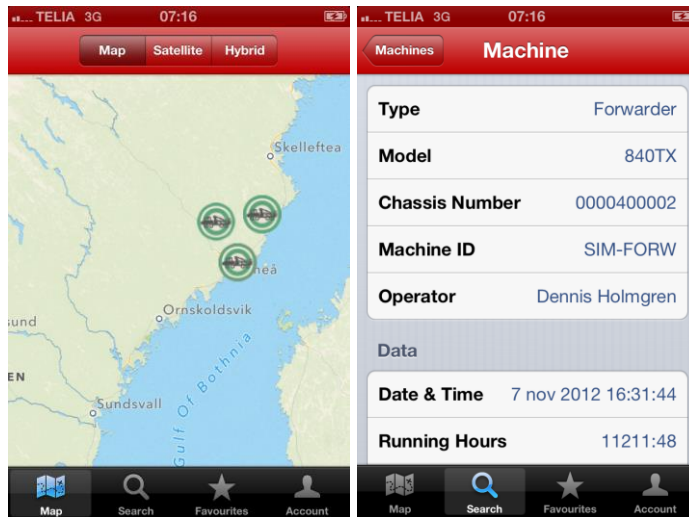 TELIA 3G 07:16
Map Satellite Hybrid
Skelleftea
Ornskoldsvik
Sundsvall
Gulf Of Bothnia
EN
Map Search Favourites Account
TELIA 3G 07:16
Machines Machine
Type Forwarder
Model 840TX
Chassis Number 0000400002
Machine ID SIM-FORW
Operator Dennis Holmgren
Data
Date & Time 7 nov 2012 16:31:44
Running Hours 11211:48
Map Search Favourites Account